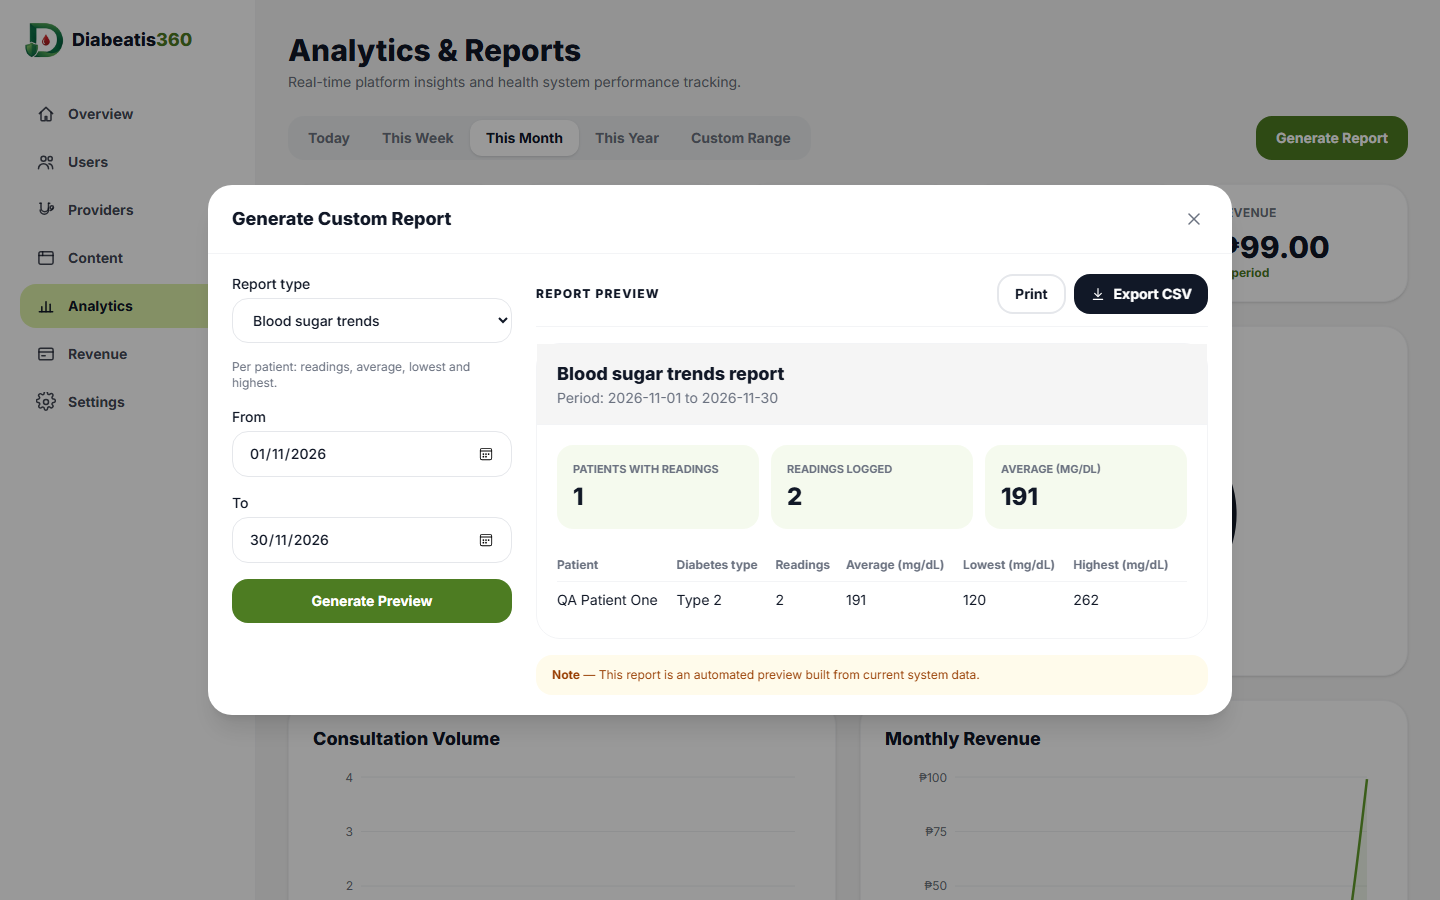 Diabeatis360
Overview
Users
Providers
Content
Analytics
Revenue
Settings
Analytics & Reports
Real-time platform insights and health system performance tracking.
Today
This Week
This Month
This Year
Custom Range
Generate Report
₱99.00
period
Generate Custom Report
Report type
Blood sugar trends
Per patient: readings, average, lowest and
highest.
From
01/11/2026
To
30/11/2026
Generate Preview
REPORT PREVIEW
Print
Export CSV
Blood sugar trends report
Period: 2026-11-01 to 2026-11-30
PATIENTS WITH READINGS
1
READINGS LOGGED
2
AVERAGE (MG/DL)
191
Patient Diabetes type Readings Average (mg/dL) Lowest (mg/dL) Highest (mg/dL)
QA Patient One Type 2 2 191 120 262
Note — This report is an automated preview built from current system data.
Consultation Volume
4
3
2
Monthly Revenue
₱100
₱75
₱50